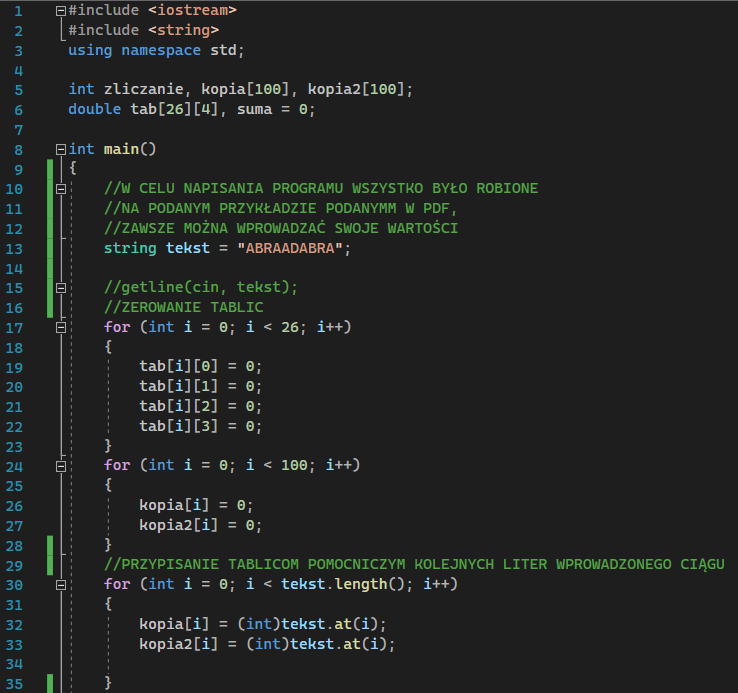 1 #include <iostream>
2 #include <string>
3 using namespace std;
4
5 int zliczanie, kopia[100], kopia2[100];
6 double tab[26][4], suma = 0;
7
8 int main()
9 {
10 //W CELU NAPISANIA PROGRAMU WSZYSTKO BYŁO ROBIONE
11 //NA PODANYM PRZYKŁADZIE PODANYMM W PDF,
12 //ZAWSZE MOŻNA WPROWADZAĆ SWOJE WARTOŚCI
13 string tekst = "ABRAADABRA";
14
15 //getline(cin, tekst);
16 //ZEROWANIE TABLIC
17 for (int i = 0; i < 26; i++)
18 {
19 tab[i][0] = 0;
20 tab[i][1] = 0;
21 tab[i][2] = 0;
22 tab[i][3] = 0;
23 }
24 for (int i = 0; i < 100; i++)
25 {
26 kopia[i] = 0;
27 kopia2[i] = 0;
28 }
29 //PRZYPISANIE TABLICOM POMOCNICZYM KOLEJNYCH LITER WPROWADZONEGO CIĄGU
30 for (int i = 0; i < tekst.length(); i++)
31 {
32 kopia[i] = (int)tekst.at(i);
33 kopia2[i] = (int)tekst.at(i);
34
35 }